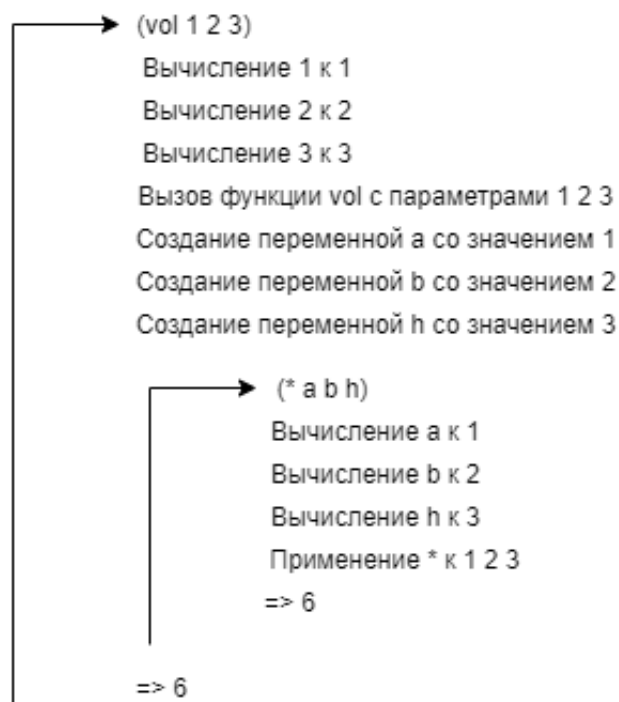 (vol 1 2 3)
Вычисление 1 к 1
Вычисление 2 к 2
Вычисление 3 к 3
Вызов функции vol с параметрами 1 2 3
Создание переменной a со значением 1
Создание переменной b со значением 2
Создание переменной h со значением 3
(* a b h)
Вычисление a к 1
Вычисление b к 2
Вычисление h к 3
Применение * к 1 2 3
=> 6
=> 6